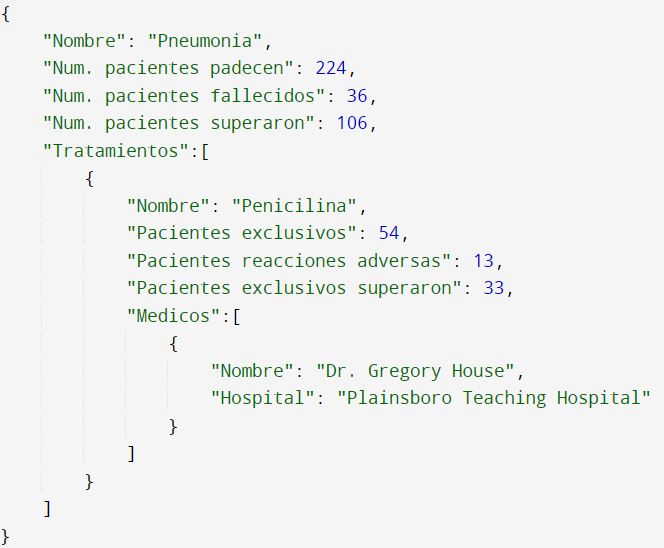 {
    "Nombre": "Pneumonia",
    "Num. pacientes padecen": 224,
    "Num. pacientes fallecidos": 36,
    "Num. pacientes superaron": 106,
    "Tratamientos":[
        {
            "Nombre": "Penicilina",
            "Pacientes exclusivos": 54,
            "Pacientes reacciones adversas": 13,
            "Pacientes exclusivos superaron": 33,
            "Medicos":[
                {
                    "Nombre": "Dr. Gregory House",
                    "Hospital": "Plainsboro Teaching Hospital"
                }
            ]
        }
    ]
}